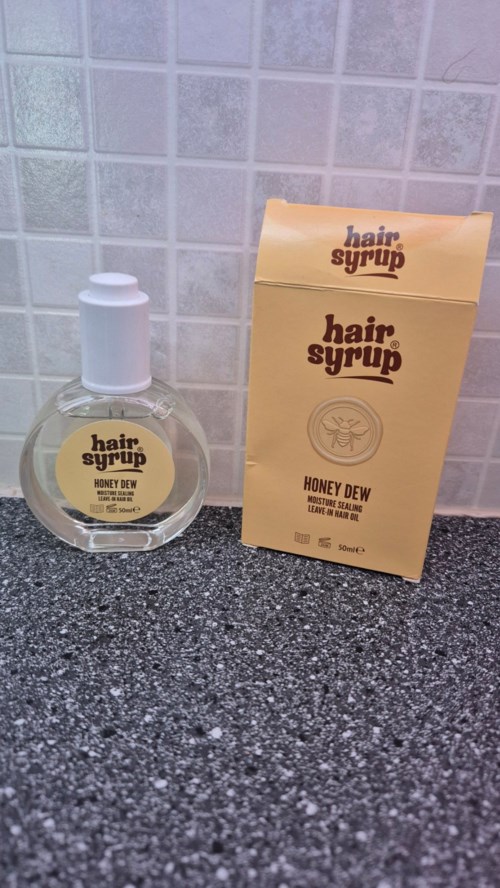 hair
syrup®
HONEY DEW
MOISTURE SEALING
LEAVE-IN HAIR OIL
50ml℮
hair
syrup®
hair
syrup®
HONEY DEW
MOISTURE SEALING
LEAVE-IN HAIR OIL
50ml℮